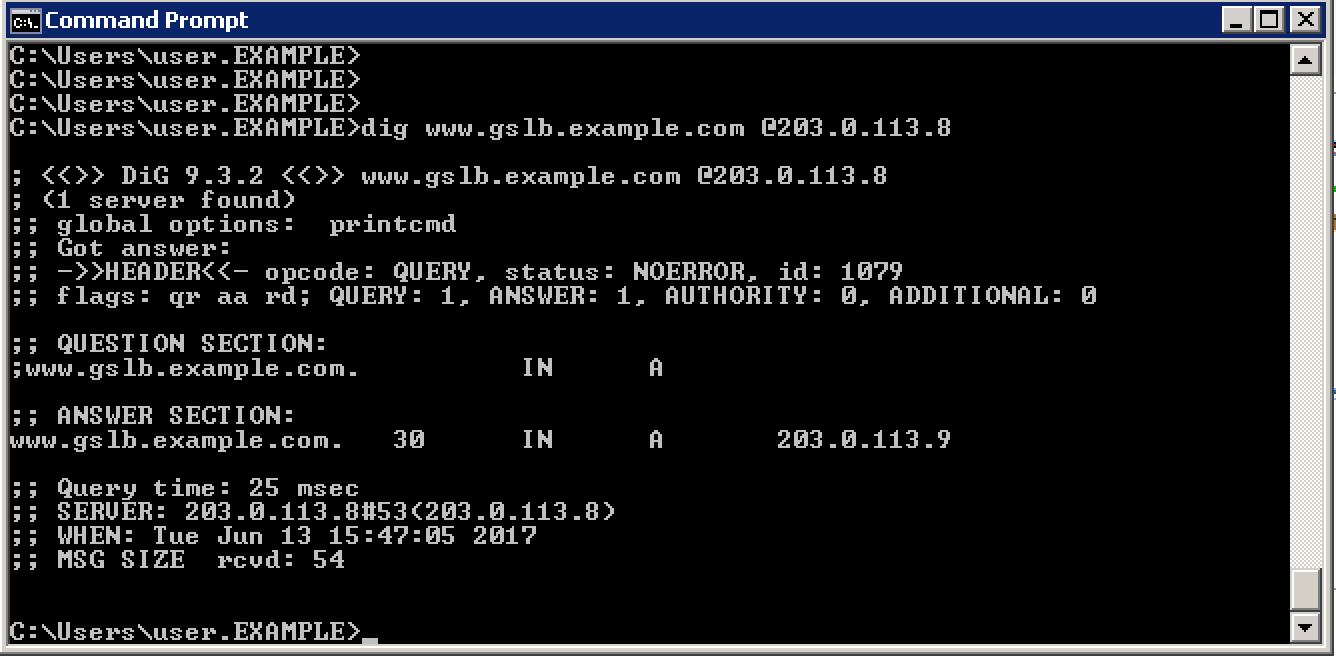 Command Prompt
C:\Users\user.EXAMPLE>
C:\Users\user.EXAMPLE>
C:\Users\user.EXAMPLE>
C:\Users\user.EXAMPLE>dig www.gslb.example.com @203.0.113.8
; <<>> DiG 9.3.2 <<>> www.gslb.example.com @203.0.113.8
; (1 server found)
;; global options:  printcmd
;; Got answer:
;; ->>HEADER<<- opcode: QUERY, status: NOERROR, id: 1079
;; flags: qr aa rd; QUERY: 1, ANSWER: 1, AUTHORITY: 0, ADDITIONAL: 0
;; QUESTION SECTION:
;www.gslb.example.com.          IN      A
;; ANSWER SECTION:
www.gslb.example.com.   30      IN      A       203.0.113.9
;; Query time: 25 msec
;; SERVER: 203.0.113.8#53(203.0.113.8)
;; WHEN: Tue Jun 13 15:47:05 2017
;; MSG SIZE  rcvd: 54
C:\Users\user.EXAMPLE>_